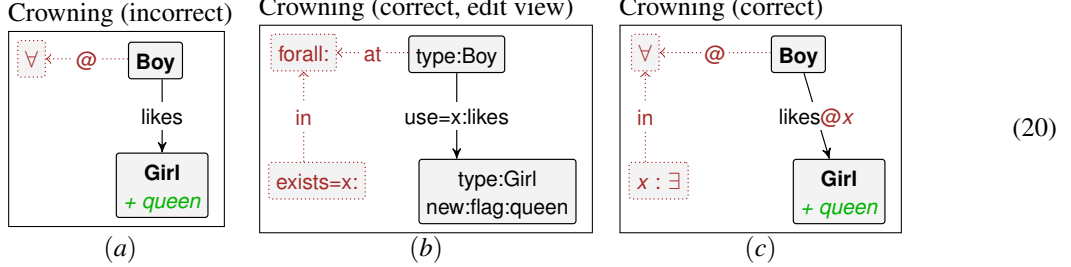 Crowning (incorrect)
∀
@
Boy
likes
Girl
+ queen
(a)
Crowning (correct, edit view)
forall:
at
type:Boy
in
use=x:likes
exists=x:
type:Girl
new:flag:queen
(b)
Crowning (correct)
∀
@
Boy
in
likes@x
x : ∃
Girl
+ queen
(c)
(20)